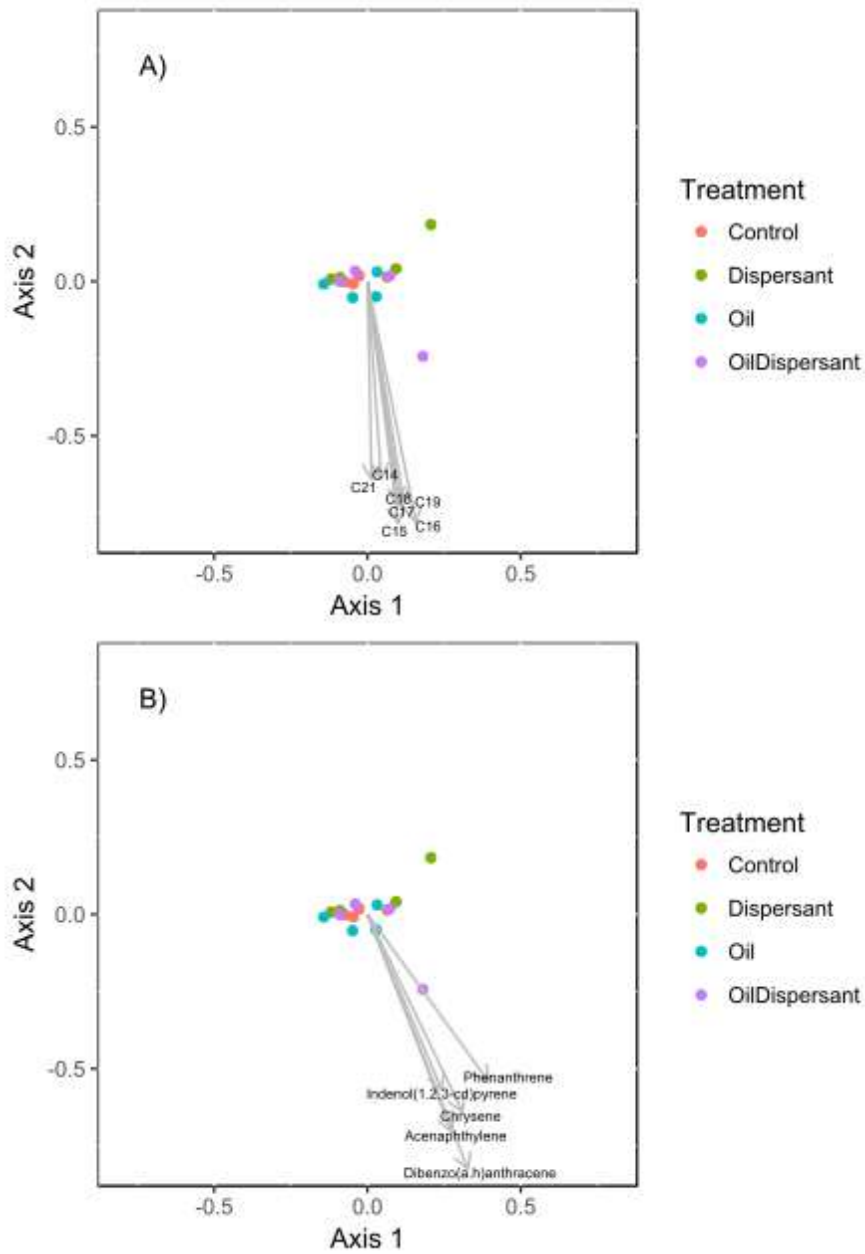 A)
0.5
0.0
-0.5
Axis 2
C14
C21
C18
C19
C17
C16
C15
-0.5
0.0
0.5
Axis 1
Treatment
Control
Dispersant
Oil
OilDispersant
B)
0.5
0.0
-0.5
Axis 2
Phenanthrene
Indenol(1.2.3-cd)pyrene
Chrysene
Acenaphthylene
Dibenzo(a.h)anthracene
-0.5
0.0
0.5
Axis 1
Treatment
Control
Dispersant
Oil
OilDispersant